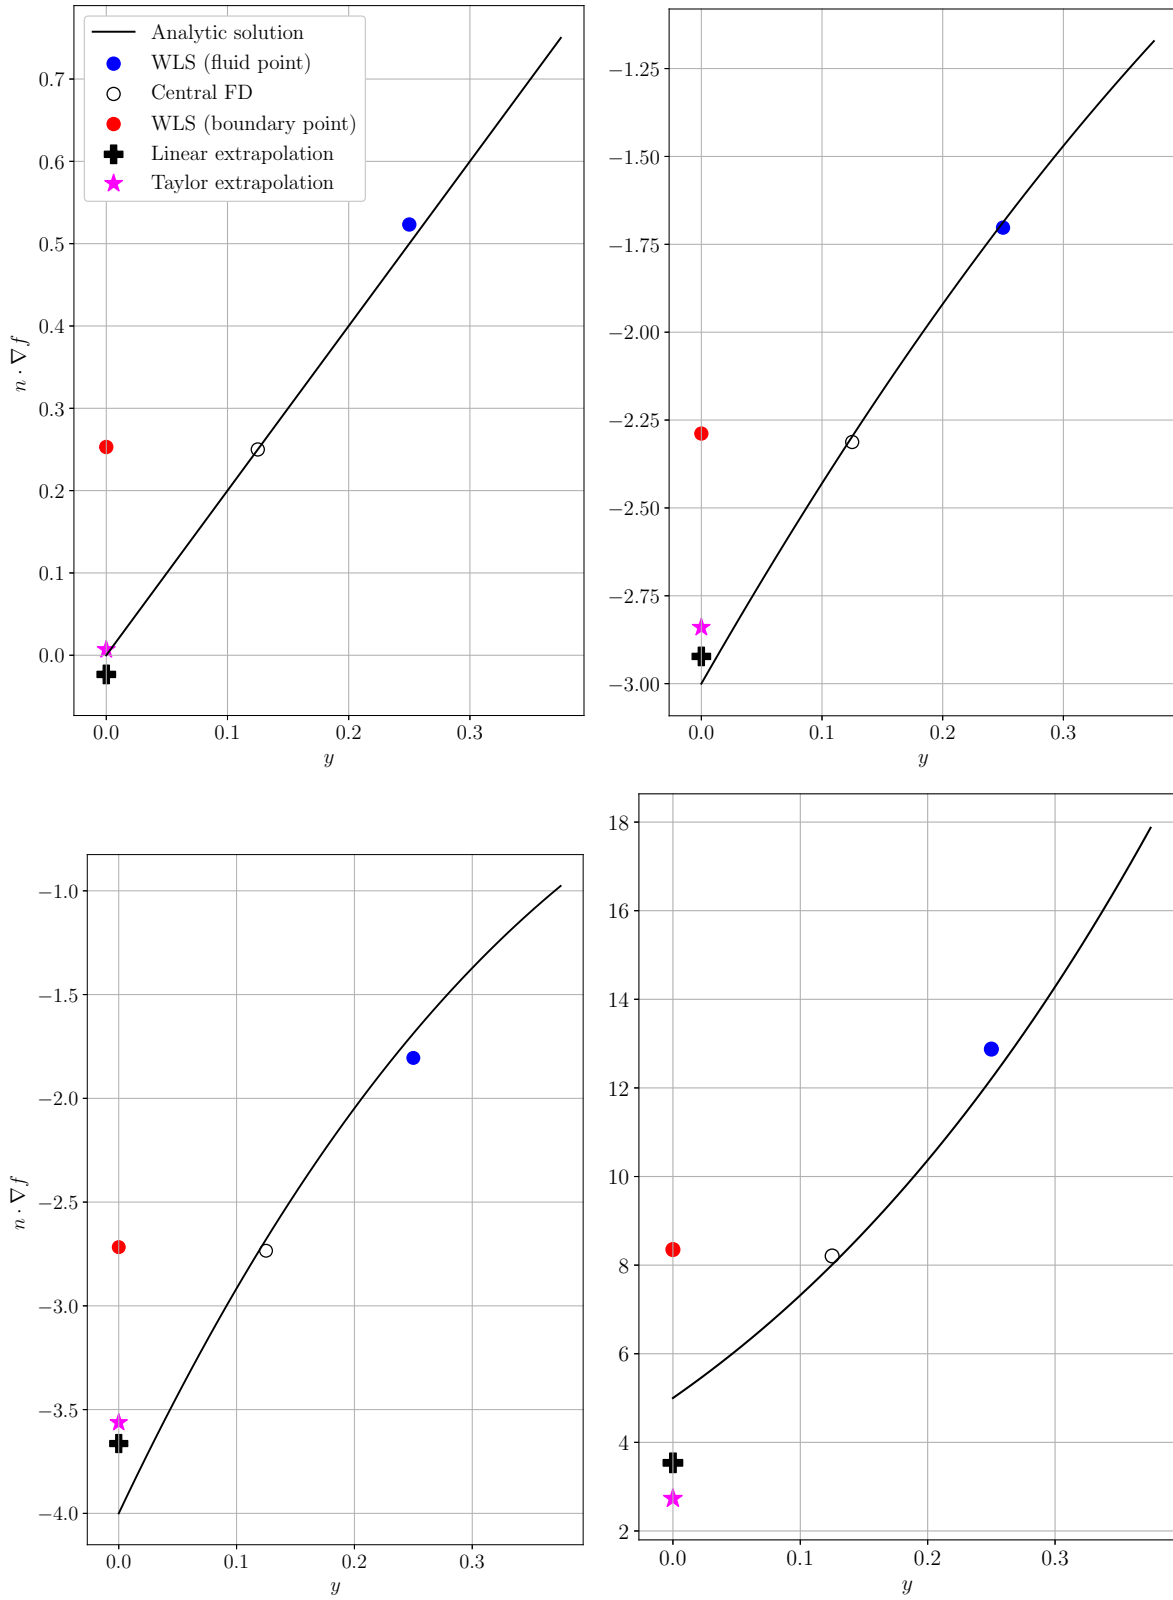 Analytic solution
WLS (fluid point)
Central FD
WLS (boundary point)
Linear extrapolation
Taylor extrapolation
0.7
0.6
0.5
0.4
0.3
0.2
0.1
0.0
n · ∇f
0.0 0.1 0.2 0.3
y
−1.25
−1.50
−1.75
−2.00
−2.25
−2.50
−2.75
−3.00
0.0 0.1 0.2 0.3
y
−1.0
−1.5
−2.0
−2.5
−3.0
−3.5
−4.0
n · ∇f
0.0 0.1 0.2 0.3
y
18
16
14
12
10
8
6
4
2
0.0 0.1 0.2 0.3
y